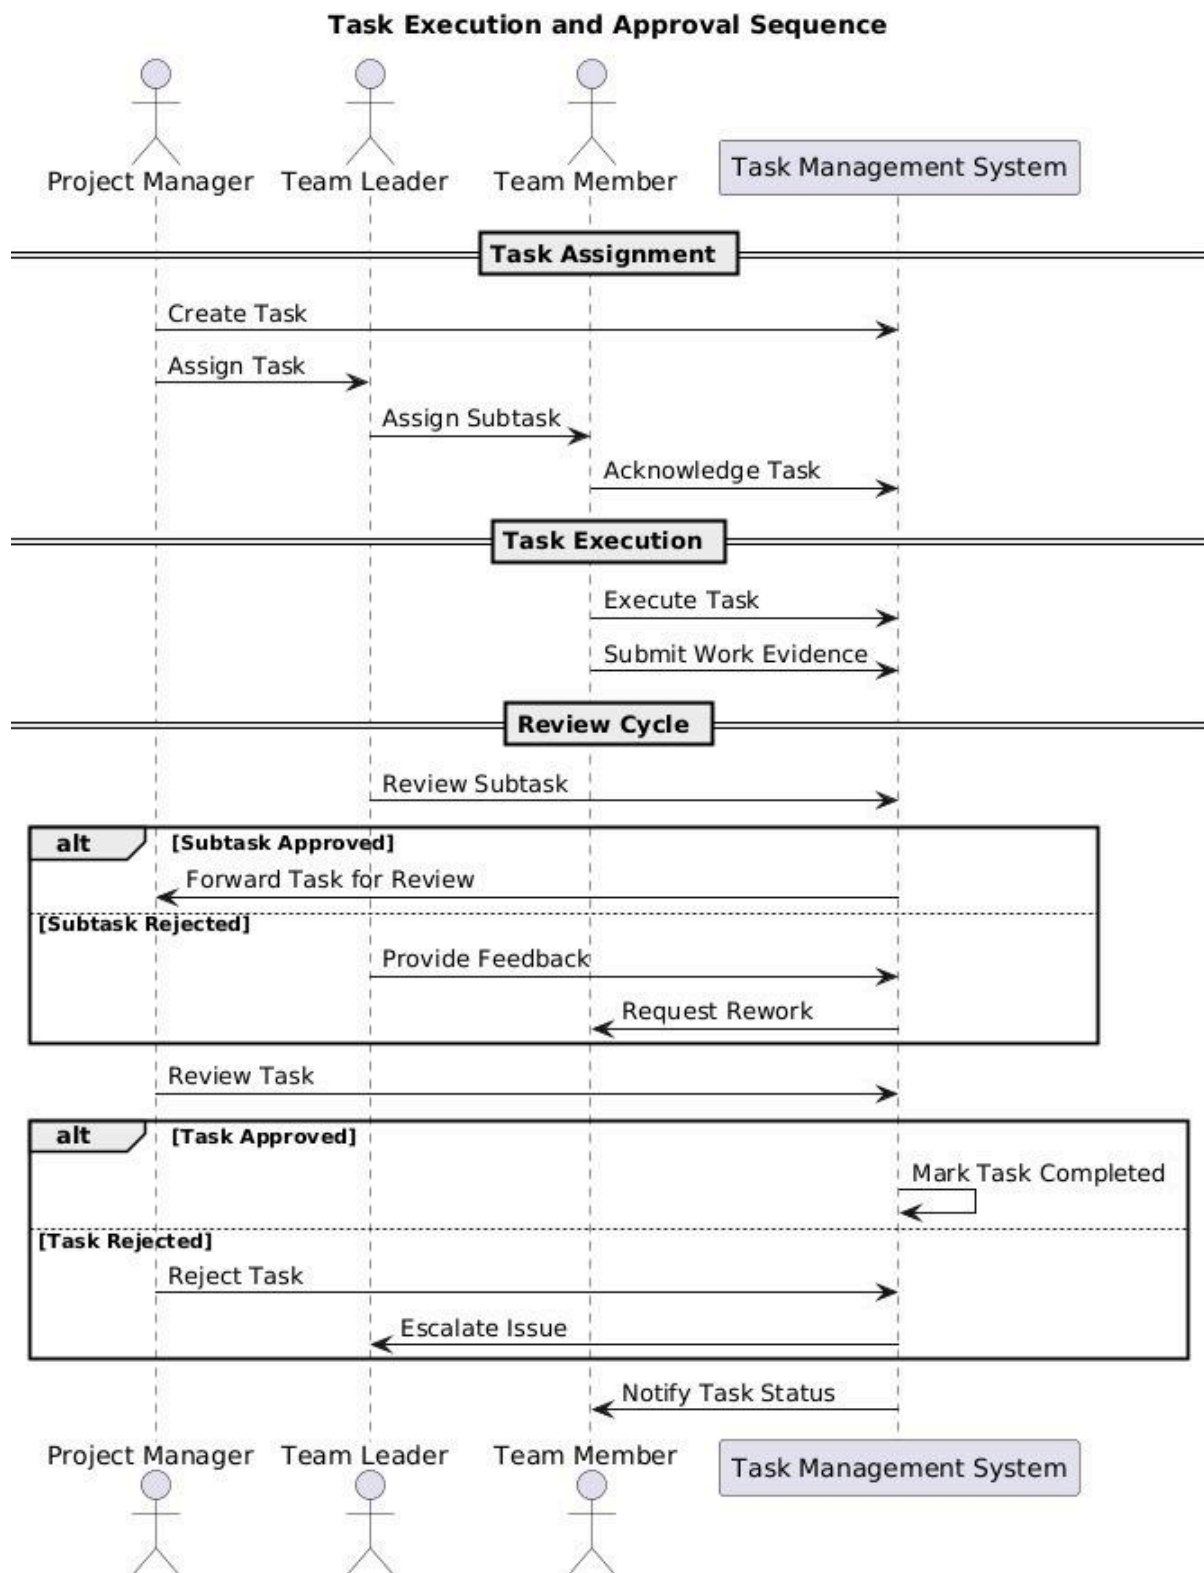 Task Execution and Approval Sequence
Project Manager Team Leader Team Member Task Management System
Task Assignment
Create Task
Assign Task
Assign Subtask
Acknowledge Task
Task Execution
Execute Task
Submit Work Evidence
Review Cycle
Review Subtask
alt [Subtask Approved]
Forward Task for Review
[Subtask Rejected]
Provide Feedback
Request Rework
Review Task
alt [Task Approved]
Mark Task Completed
[Task Rejected]
Reject Task
Escalate Issue
Notify Task Status
Project Manager Team Leader Team Member Task Management System